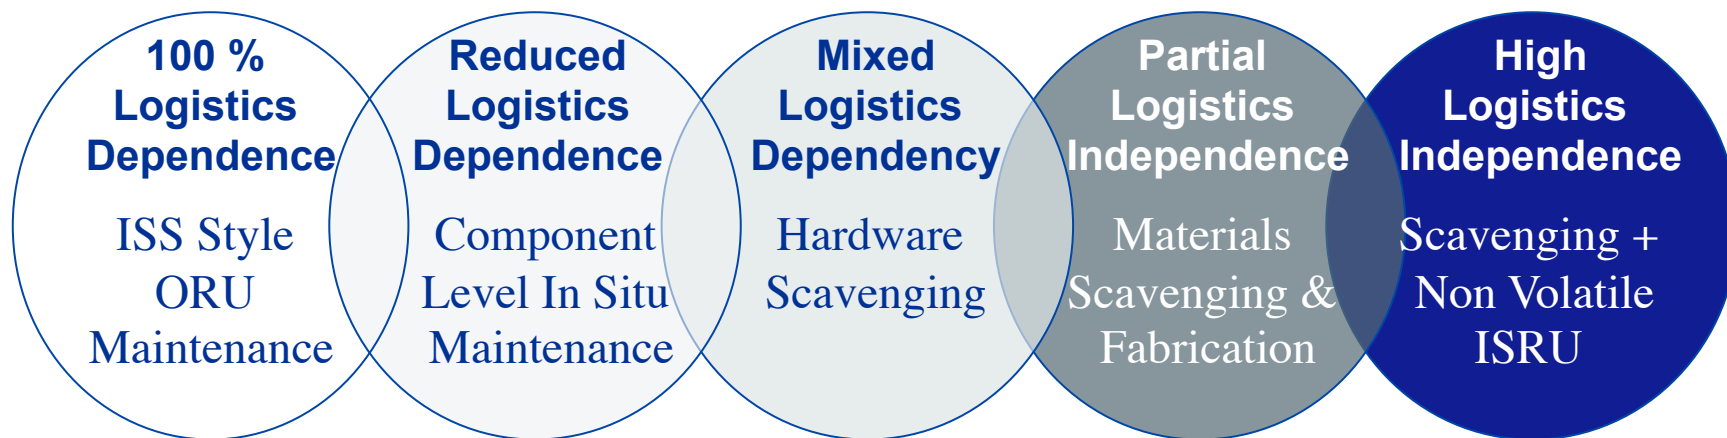 100 %
Logistics
Dependence
ISS Style
ORU
Maintenance
Reduced
Logistics
Dependence
Component
Level In Situ
Maintenance
Mixed
Logistics
Dependency
Hardware
Scavenging
Partial
Logistics
Independence
Materials
Scavenging &
Fabrication
High
Logistics
Independence
Scavenging +
Non Volatile
ISRU